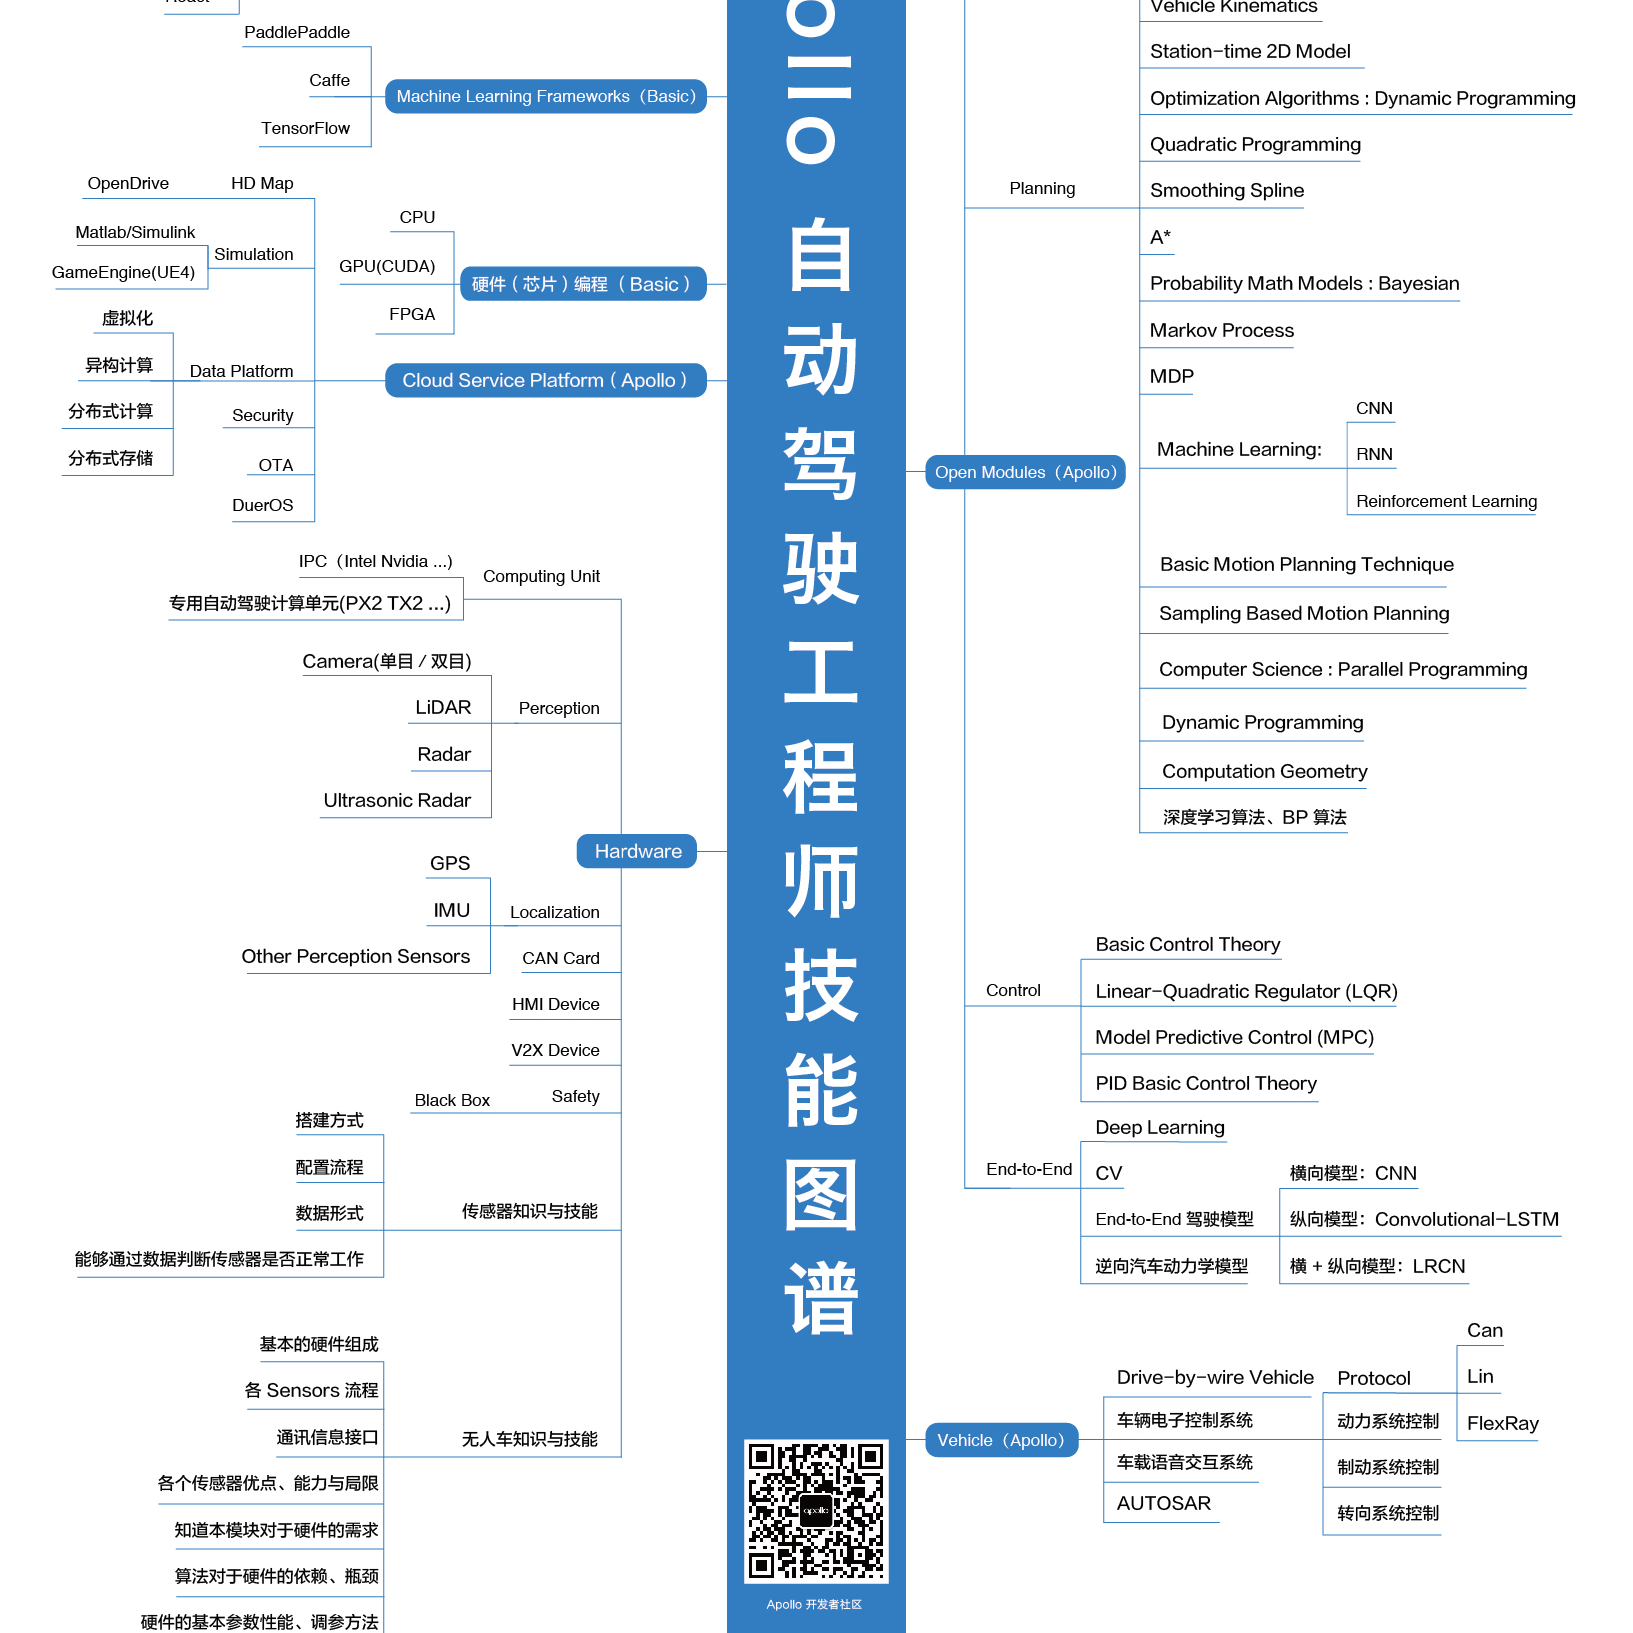 PaddlePaddle
Caffe
TensorFlow
Machine Learning Frameworks（Basic）
OpenDrive
HD Map
Matlab/Simulink
GameEngine(UE4)
Simulation
虚拟化
异构计算
分布式计算
分布式存储
Data Platform
Security
OTA
DuerOS
CPU
GPU(CUDA)
FPGA
硬件（芯片）编程（Basic）
Cloud Service Platform（Apollo）
IPC（Intel Nvidia ...)
专用自动驾驶计算单元(PX2 TX2 ...)
Computing Unit
Camera(单目 / 双目)
LiDAR
Radar
Ultrasonic Radar
Perception
Hardware
GPS
IMU
Other Perception Sensors
Localization
CAN Card
HMI Device
V2X Device
Black Box
Safety
搭建方式
配置流程
数据形式
能够通过数据判断传感器是否正常工作
传感器知识与技能
基本的硬件组成
各 Sensors 流程
通讯信息接口
各个传感器优点、能力与局限
知道本模块对于硬件的需求
算法对于硬件的依赖、瓶颈
硬件的基本参数性能、调参方法
无人车知识与技能
ollo 自动驾驶工程师技能图谱
apollo
Apollo 开发者社区
Vehicle Kinematics
Station-time 2D Model
Optimization Algorithms : Dynamic Programming
Quadratic Programming
Smoothing Spline
Planning
A*
Probability Math Models : Bayesian
Markov Process
MDP
Machine Learning:
CNN
RNN
Reinforcement Learning
Open Modules（Apollo）
Basic Motion Planning Technique
Sampling Based Motion Planning
Computer Science : Parallel Programming
Dynamic Programming
Computation Geometry
深度学习算法、BP 算法
Control
Basic Control Theory
Linear-Quadratic Regulator (LQR)
Model Predictive Control (MPC)
PID Basic Control Theory
End-to-End
Deep Learning
CV
End-to-End 驾驶模型
逆向汽车动力学模型
横向模型：CNN
纵向模型：Convolutional-LSTM
横 + 纵向模型：LRCN
Vehicle（Apollo）
Drive-by-wire Vehicle
车辆电子控制系统
车载语音交互系统
AUTOSAR
Protocol
动力系统控制
制动系统控制
转向系统控制
Can
Lin
FlexRay